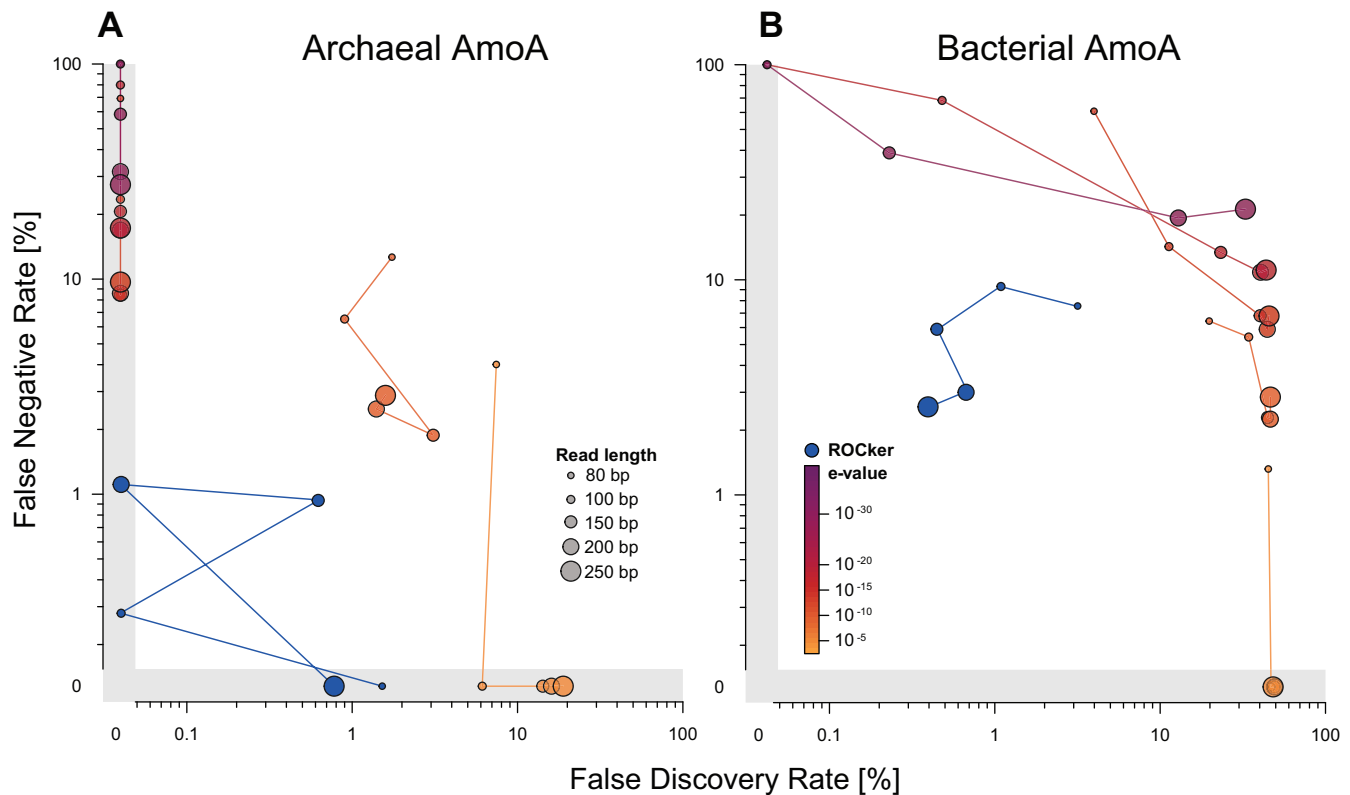 A
Archaeal AmoA
B
Bacterial AmoA
False Negative Rate [%]
100
10
1
0
Read length
80 bp
100 bp
150 bp
200 bp
250 bp
0
0.1
1
10
100
100
10
1
0
ROCker
e-value
10⁻³⁰
10⁻²⁰
10⁻¹⁵
10⁻¹⁰
10⁻⁵
0
0.1
1
10
100
False Discovery Rate [%]